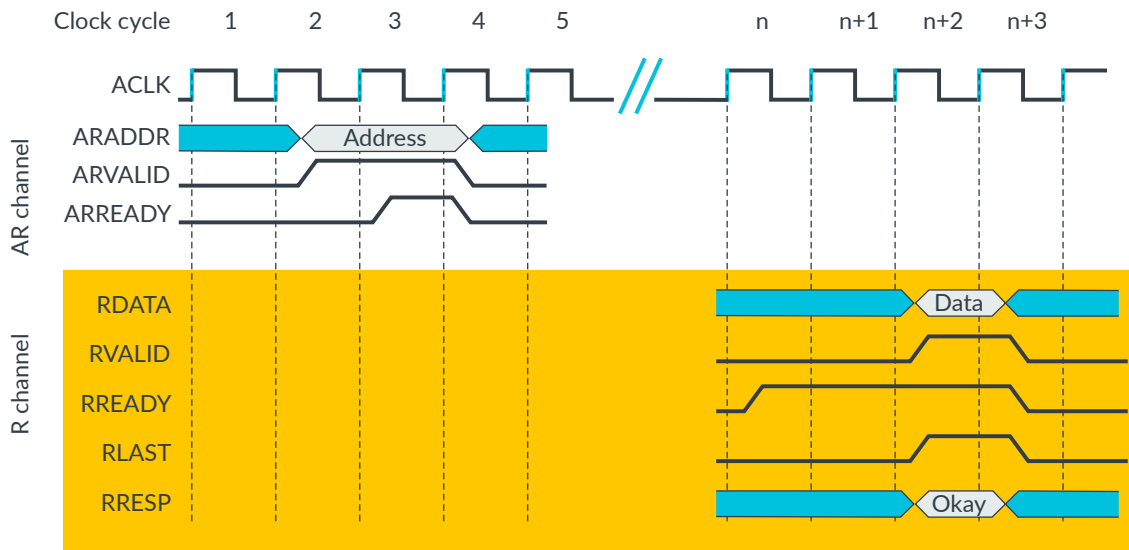 Clock cycle 1 2 3 4 5 n n+1 n+2 n+3
ACLK
AR channel
ARADDR Address
ARVALID
ARREADY
R channel
RDATA Data
RVALID
RREADY
RLAST
RRESP Okay